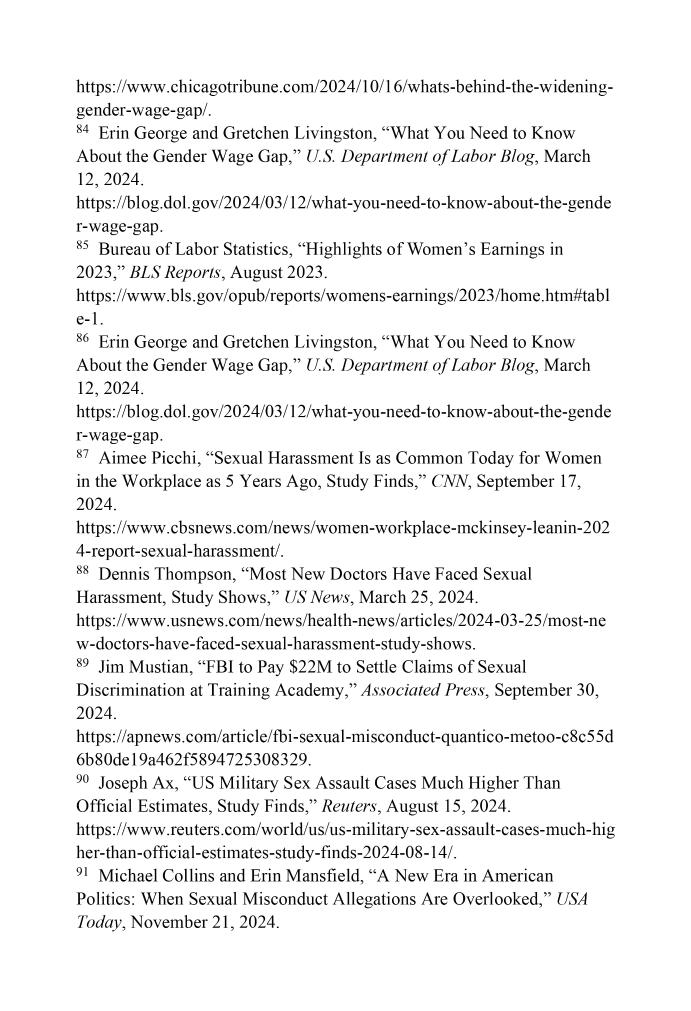 https://www.chicagotribune.com/2024/10/16/whats-behind-the-widening-
gender-wage-gap/.
84 Erin George and Gretchen Livingston, “What You Need to Know
About the Gender Wage Gap,” U.S. Department of Labor Blog, March
12, 2024.
https://blog.dol.gov/2024/03/12/what-you-need-to-know-about-the-gende
r-wage-gap.
85 Bureau of Labor Statistics, “Highlights of Women’s Earnings in
2023,” BLS Reports, August 2023.
https://www.bls.gov/opub/reports/womens-earnings/2023/home.htm#tabl
e-1.
86 Erin George and Gretchen Livingston, “What You Need to Know
About the Gender Wage Gap,” U.S. Department of Labor Blog, March
12, 2024.
https://blog.dol.gov/2024/03/12/what-you-need-to-know-about-the-gende
r-wage-gap.
87 Aimee Picchi, “Sexual Harassment Is as Common Today for Women
in the Workplace as 5 Years Ago, Study Finds,” CNN, September 17,
2024.
https://www.cbsnews.com/news/women-workplace-mckinsey-leanin-202
4-report-sexual-harassment/.
88 Dennis Thompson, “Most New Doctors Have Faced Sexual
Harassment, Study Shows,” US News, March 25, 2024.
https://www.usnews.com/news/health-news/articles/2024-03-25/most-ne
w-doctors-have-faced-sexual-harassment-study-shows.
89 Jim Mustian, “FBI to Pay $22M to Settle Claims of Sexual
Discrimination at Training Academy,” Associated Press, September 30,
2024.
https://apnews.com/article/fbi-sexual-misconduct-quantico-metoo-c8c55d
6b80de19a462f5894725308329.
90 Joseph Ax, “US Military Sex Assault Cases Much Higher Than
Official Estimates, Study Finds,” Reuters, August 15, 2024.
https://www.reuters.com/world/us/us-military-sex-assault-cases-much-hig
her-than-official-estimates-study-finds-2024-08-14/.
91 Michael Collins and Erin Mansfield, “A New Era in American
Politics: When Sexual Misconduct Allegations Are Overlooked,” USA
Today, November 21, 2024.